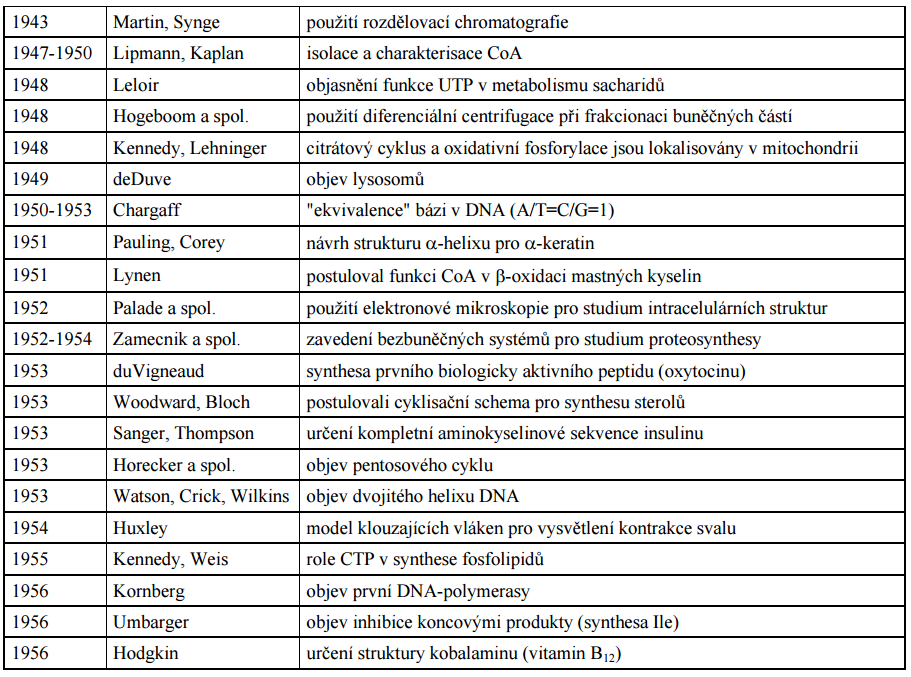 1943 Martin, Synge použití rozdělovací chromatografie
1947-1950 Lipmann, Kaplan isolace a charakterisace CoA
1948 Leloir objasnění funkce UTP v metabolismu sacharidů
1948 Hogeboom a spol. použití diferenciální centrifugace při frakcionaci buněčných částí
1948 Kennedy, Lehninger citrátový cyklus a oxidativní fosforylace jsou lokalisovány v mitochondrii
1949 deDuve objev lysosomů
1950-1953 Chargaff "ekvivalence" bázi v DNA (A/T=C/G=1)
1951 Pauling, Corey návrh strukturu α-helixu pro α-keratin
1951 Lynen postuloval funkci CoA v β-oxidaci mastných kyselin
1952 Palade a spol. použití elektronové mikroskopie pro studium intracelulárních struktur
1952-1954 Zamecnik a spol. zavedení bezbuněčných systémů pro studium proteosynthesy
1953 duVigneaud synthesa prvního biologicky aktivního peptidu (oxytocinu)
1953 Woodward, Bloch postulovali cyklisační schema pro synthesu sterolů
1953 Sanger, Thompson určení kompletní aminokyselinové sekvence insulinu
1953 Horecker a spol. objev pentosového cyklu
1953 Watson, Crick, Wilkins objev dvojitého helixu DNA
1954 Huxley model klouzajících vláken pro vysvětlení kontrakce svalu
1955 Kennedy, Weis role CTP v synthese fosfolipidů
1956 Kornberg objev první DNA-polymerasy
1956 Umbarger objev inhibice koncovými produkty (synthesa Ile)
1956 Hodgkin určení struktury kobalaminu (vitamin B₁₂)